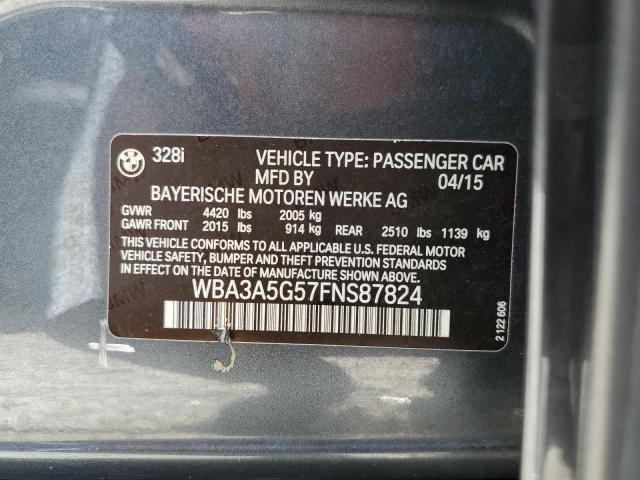 BMW 328i VEHICLE TYPE: PASSENGER CAR
MFD BY 04/15
BAYERISCHE MOTOREN WERKE AG
GVWR 4420 lbs 2005 kg
GAWR FRONT 2015 lbs 914 kg REAR 2510 lbs 1139 kg
THIS VEHICLE CONFORMS TO ALL APPLICABLE U.S. FEDERAL MOTOR
VEHICLE SAFETY, BUMPER AND THEFT PREVENTION STANDARDS
IN EFFECT ON THE DATE OF MANUFACTURE SHOWN ABOVE.
WBA3A5G57FNS87824
2 122 606